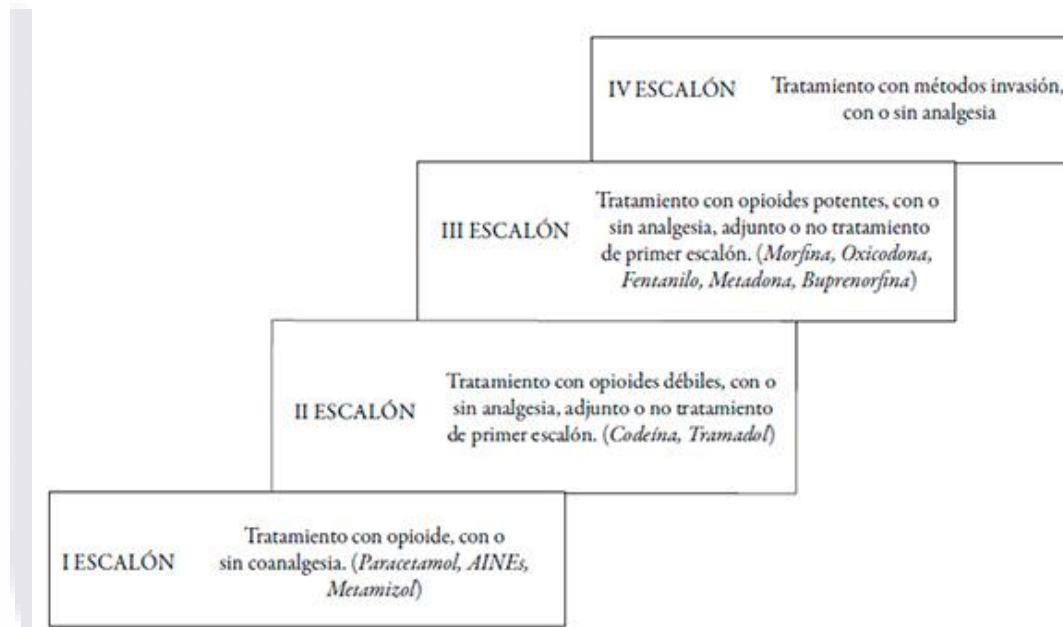 IV ESCALÓN
Tratamiento con métodos invasión,
con o sin analgesia
III ESCALÓN
Tratamiento con opioides potentes, con o
sin analgesia, adjunto o no tratamiento
de primer escalón. (Morfina, Oxicodona,
Fentanilo, Metadona, Buprenorfina)
II ESCALÓN
Tratamiento con opioides débiles, con o
sin analgesia, adjunto o no tratamiento
de primer escalón. (Codeína, Tramadol)
I ESCALÓN
Tratamiento con opioide, con o
sin coanalgesia. (Paracetamol, AINEs,
Metamizol)